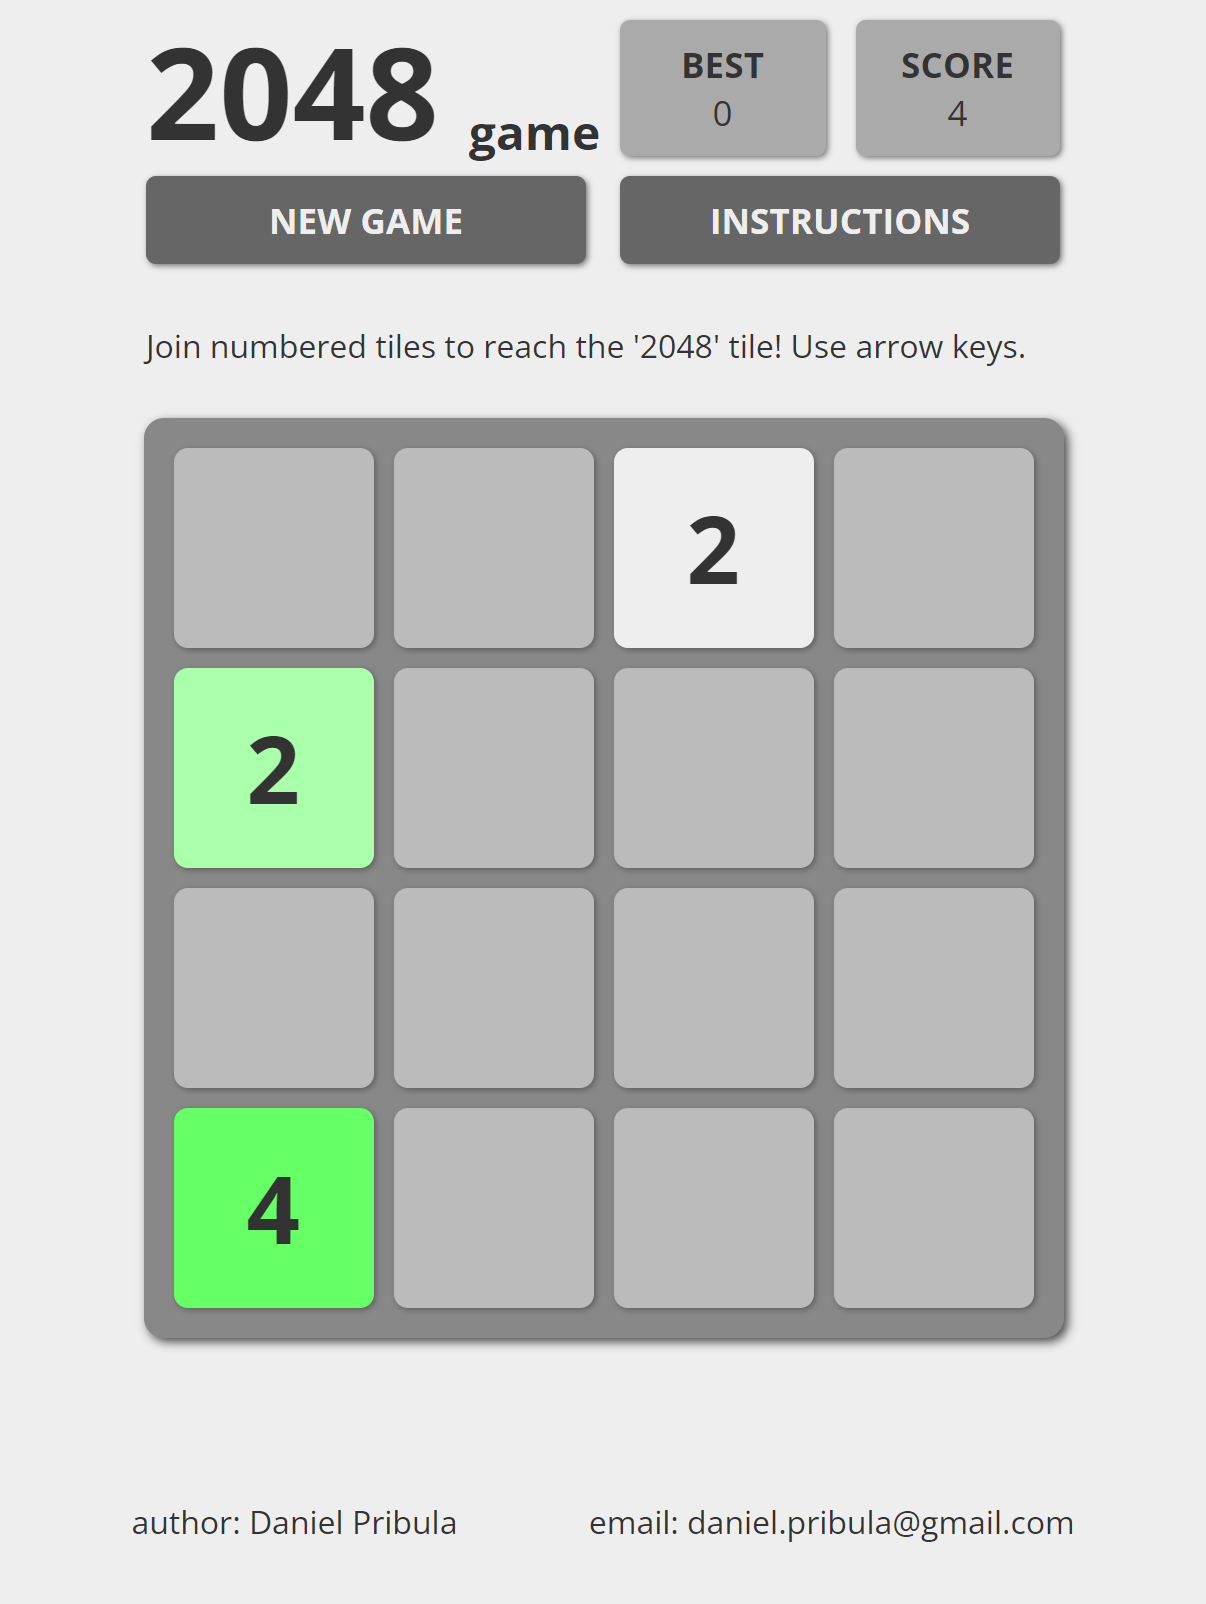 2048 game
BEST
0
SCORE
4
NEW GAME
INSTRUCTIONS
Join numbered tiles to reach the '2048' tile! Use arrow keys.
2
2
4
author: Daniel Pribula
email: daniel.pribula@gmail.com